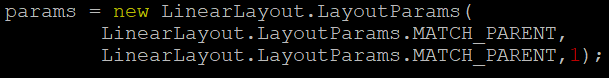 params = new LinearLayout.LayoutParams(
LinearLayout.LayoutParams.MATCH_PARENT,
LinearLayout.LayoutParams.MATCH_PARENT,1);